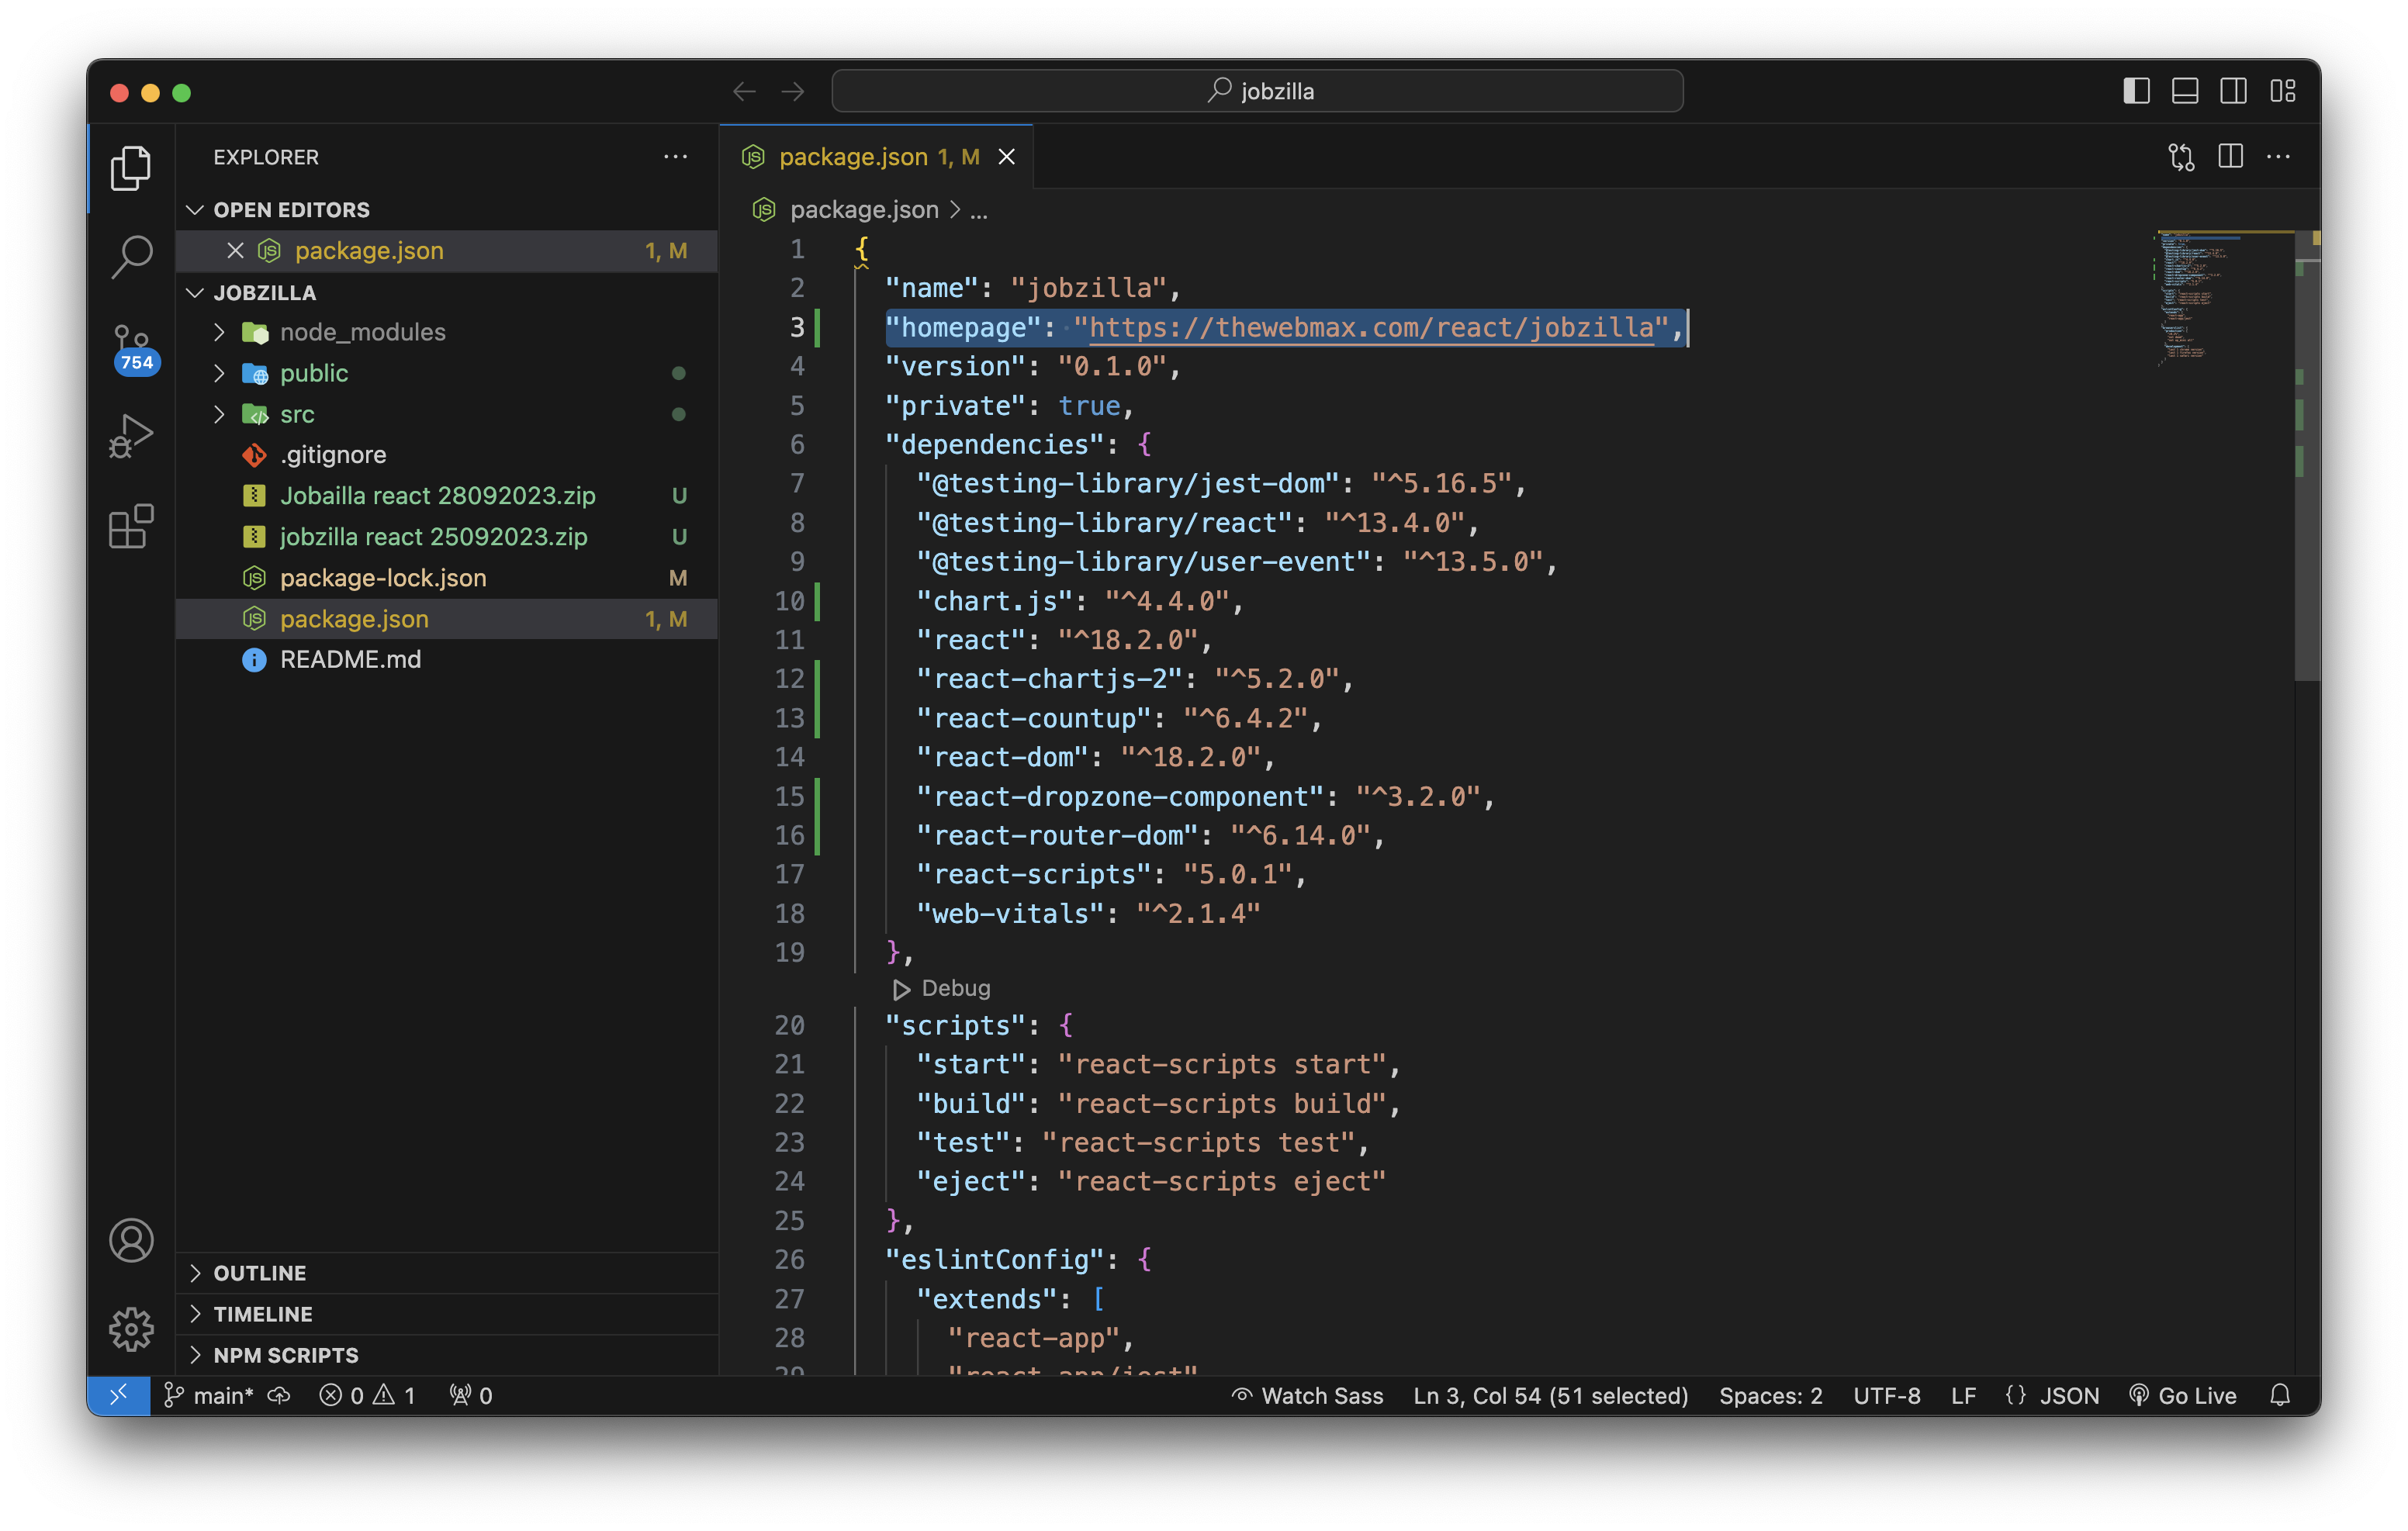 jobzilla
EXPLORER
OPEN EDITORS
package.json 1, M
JOBZILLA
node_modules
public
src
.gitignore
Jobailla react 28092023.zip U
jobzilla react 25092023.zip U
package-lock.json M
package.json 1, M
README.md
OUTLINE
TIMELINE
NPM SCRIPTS
754
package.json 1, M
package.json > ...
1 {
2 "name": "jobzilla",
3 "homepage": "https://thewebmax.com/react/jobzilla",
4 "version": "0.1.0",
5 "private": true,
6 "dependencies": {
7 "@testing-library/jest-dom": "^5.16.5",
8 "@testing-library/react": "^13.4.0",
9 "@testing-library/user-event": "^13.5.0",
10 "chart.js": "^4.4.0",
11 "react": "^18.2.0",
12 "react-chartjs-2": "^5.2.0",
13 "react-countup": "^6.4.2",
14 "react-dom": "^18.2.0",
15 "react-dropzone-component": "^3.2.0",
16 "react-router-dom": "^6.14.0",
17 "react-scripts": "5.0.1",
18 "web-vitals": "^2.1.4"
19 },
Debug
20 "scripts": {
21 "start": "react-scripts start",
22 "build": "react-scripts build",
23 "test": "react-scripts test",
24 "eject": "react-scripts eject"
25 },
26 "eslintConfig": {
27 "extends": [
28 "react-app",
29 "react-app/jest"
main* 0 1 0 Watch Sass Ln 3, Col 54 (51 selected) Spaces: 2 UTF-8 LF {} JSON Go Live